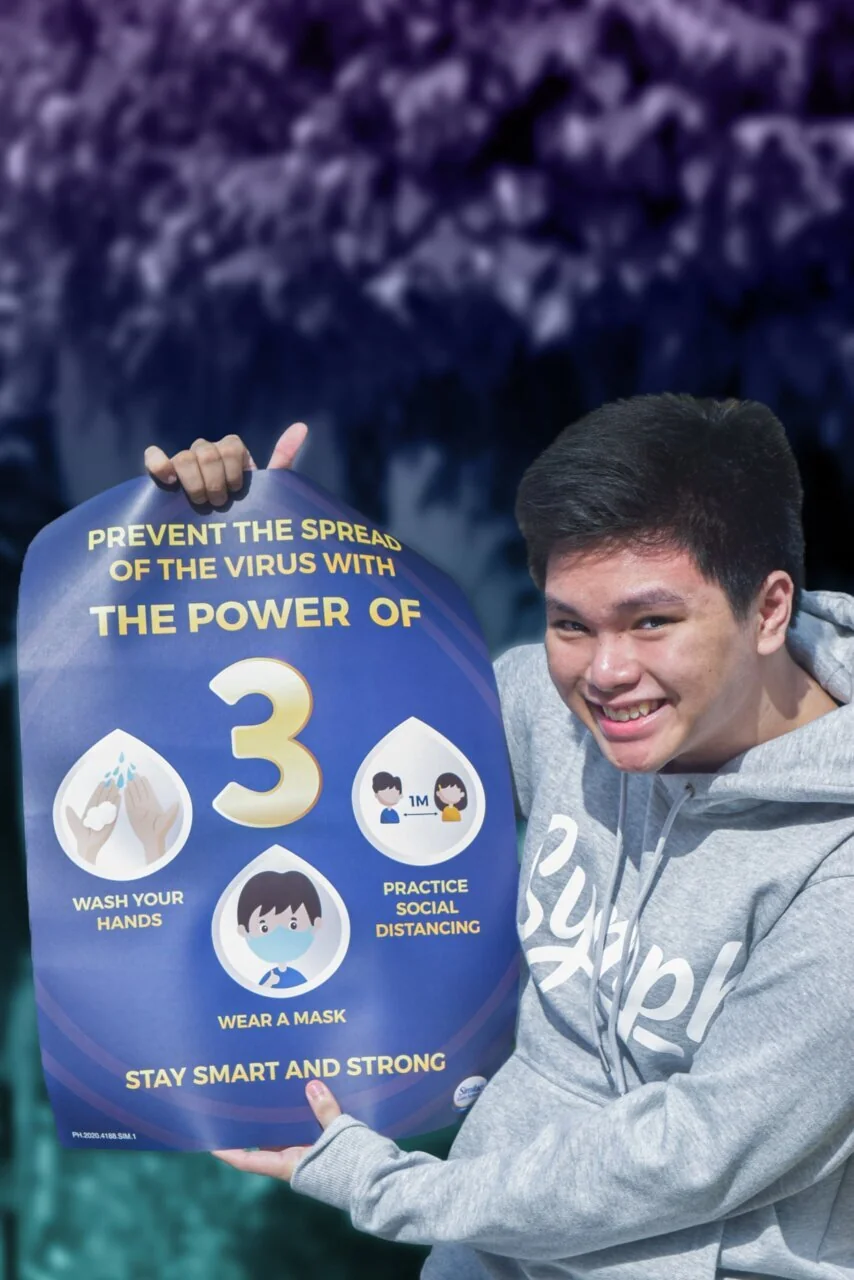 PREVENT THE SPREAD
OF THE VIRUS WITH
THE POWER OF
3
1M
WASH YOUR
HANDS
PRACTICE
SOCIAL
DISTANCING
WEAR A MASK
STAY SMART AND STRONG
PH.2020.4188.SIM.1